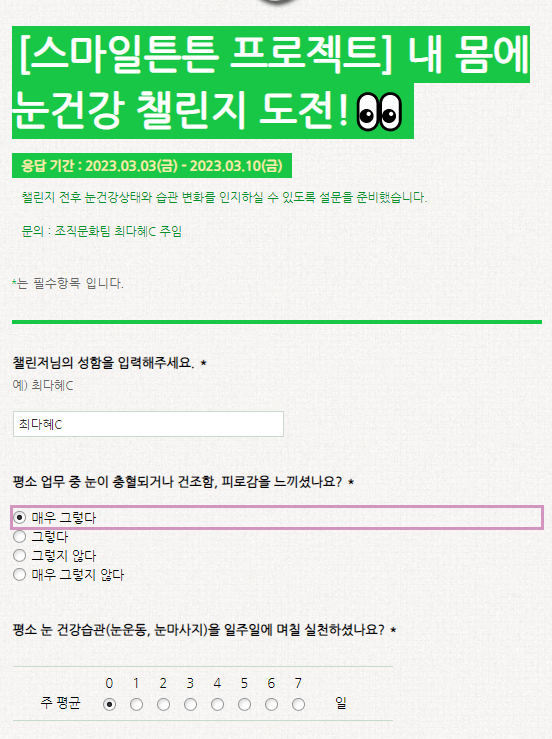 [스마일튼튼 프로젝트] 내 몸에
눈건강 챌린지 도전!👀
응답 기간 : 2023.03.03(금) - 2023.03.10(금)
챌린지 전후 눈건강상태와 습관 변화를 인지하실 수 있도록 설문을 준비했습니다.
문의 : 조직문화팀 최다혜C 주임
*는 필수항목 입니다.
챌린저님의 성함을 입력해주세요. *
예) 최다혜C
최다혜C
평소 업무 중 눈이 충혈되거나 건조함, 피로감을 느끼셨나요? *
매우 그렇다
그렇다
그렇지 않다
매우 그렇지 않다
평소 눈 건강습관(눈운동, 눈마사지)을 일주일에 며칠 실천하셨나요? *
0 1 2 3 4 5 6 7
주 평균 일